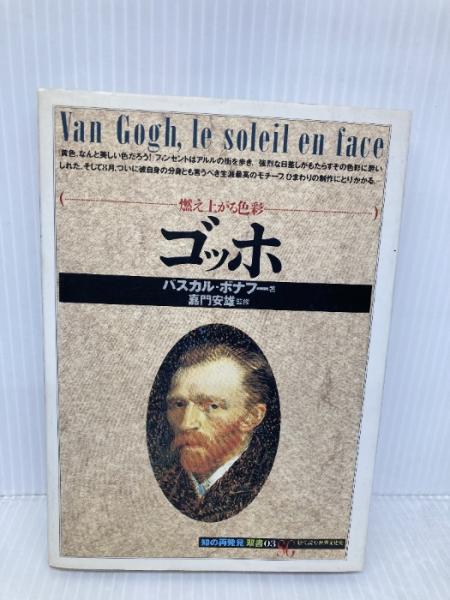 Van Gogh, le soleil en face
「黄色、なんと美しい色だろう！フィンセントはアルルの街を歩き、強烈な日差しがもたらすその色彩に酔い
しれた。そして8月、ついに彼自身の分身とも言うべき生涯最高のモチーフ、ひまわりの制作にとりかかる。
燃え上がる色彩
ゴッホ
パスカル・ボナフー著
嘉門安雄監修
知の再発見 双書03
SG